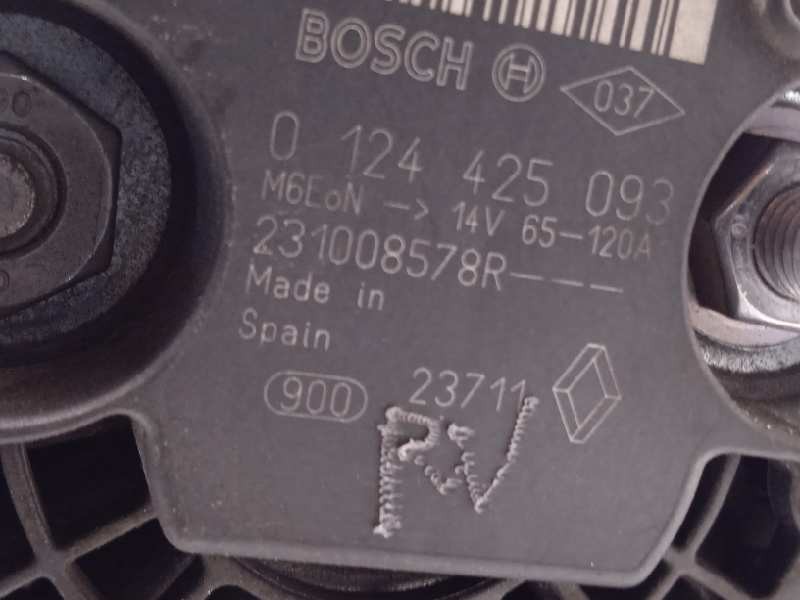 BOSCH H 037
0 124 425 093
M6EoN -> 14V 65-120A
231008578R---
Made in
Spain
900 23711
RV